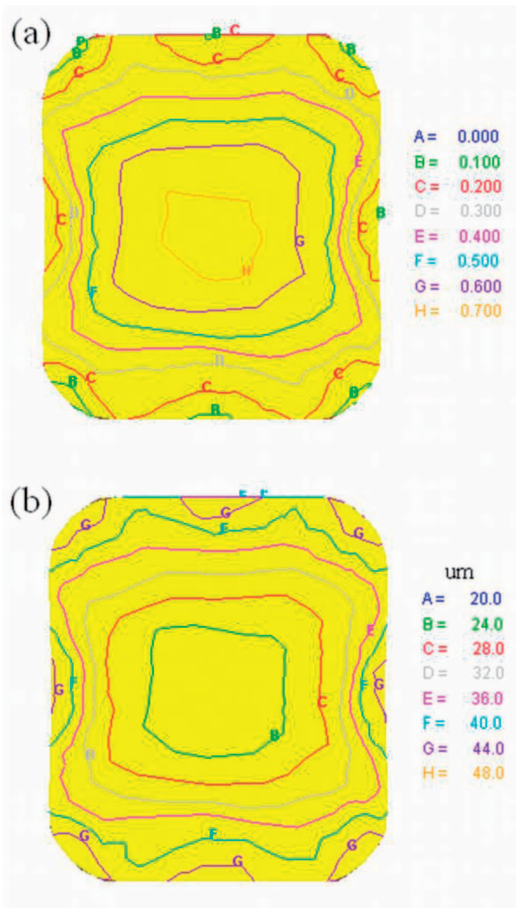 (a)
B C
B
B
B
C
C
C
D
E
A = 0.000
B = 0.100
C = 0.200
D = 0.300
E = 0.400
F = 0.500
G = 0.600
H = 0.700
C
D
C
B
G
H
F
D
B
C
C
B
B
(b)
E F
G
G
G
F
um
A = 20.0
B = 24.0
C = 28.0
D = 32.0
E = 36.0
F = 40.0
G = 44.0
H = 48.0
E
G
F
F
G
C
B
D
F
G
G
G